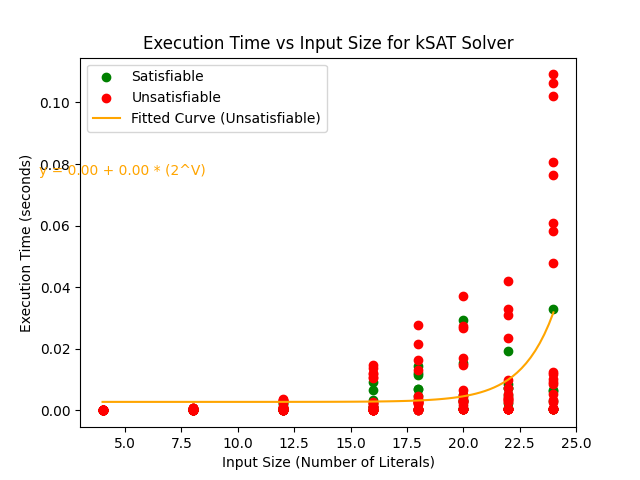 Execution Time vs Input Size for kSAT Solver
Satisfiable
Unsatisfiable
Fitted Curve (Unsatisfiable)
y = 0.00 + 0.00 * (2^V)
Execution Time (seconds)
0.10
0.08
0.06
0.04
0.02
0.00
5.0 7.5 10.0 12.5 15.0 17.5 20.0 22.5 25.0
Input Size (Number of Literals)